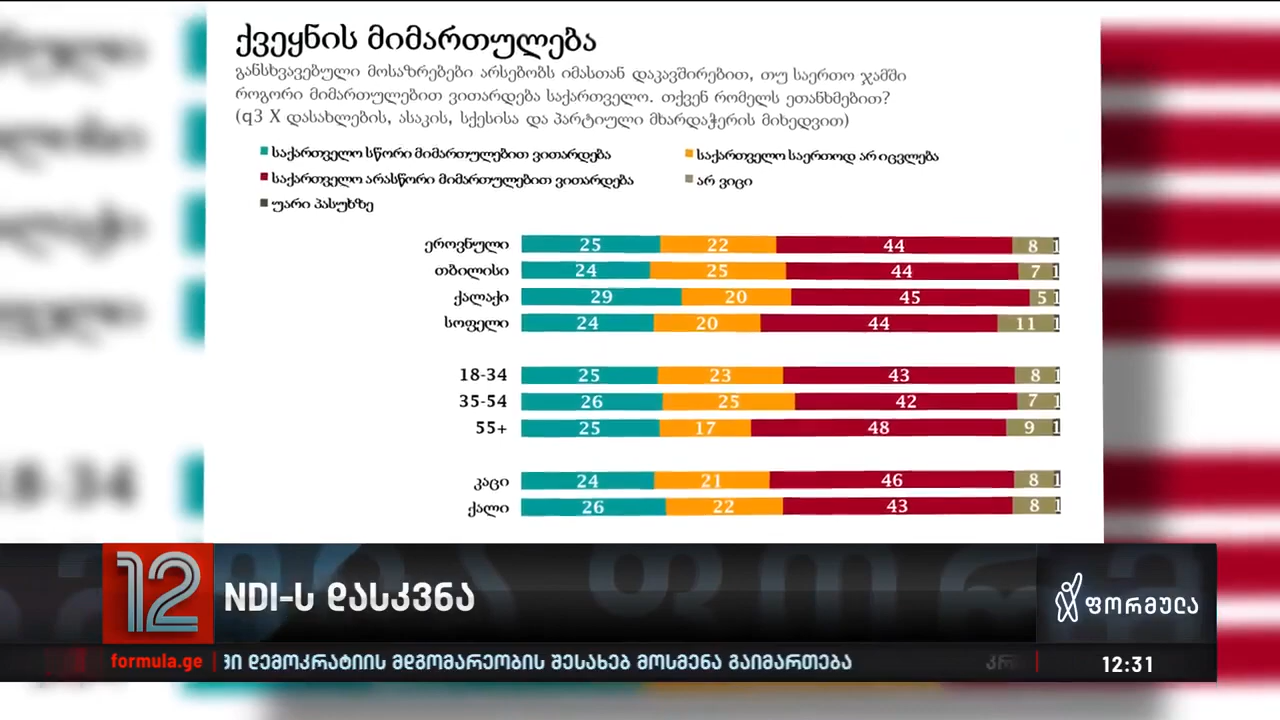 ქვეყნის მიმართულება
განსხვავებული მოსაზრებები არსებობს იმასთან დაკავშირებით, თუ საერთო ჯამში
როგორი მიმართულებით ვითარდება საქართველო. თქვენ რომელს ეთანხმებით?
(q3 X დასახლების, ასაკის, სქესისა და პარტიული მხარდაჭერის მიხედვით)
საქართველო სწორი მიმართულებით ვითარდება
საქართველო საერთოდ არ იცვლება
საქართველო არასწორი მიმართულებით ვითარდება
არ ვიცი
უარი პასუხზე
ეროვნული 25 22 44 8 1
თბილისი 24 25 44 7 1
ქალაქი 29 20 45 5 1
სოფელი 24 20 44 11 1
18-34 25 23 43 8 1
35-54 26 25 42 7 1
55+ 25 17 48 9 1
კაცი 24 21 46 8 1
ქალი 26 22 43 8 1
12
NDI-ს დასკვნა
ფორმულა
formula.ge
ში დემოკრატიის მდგომარეობის შესახებ მოსმენა გაიმართება
12:31
18-34